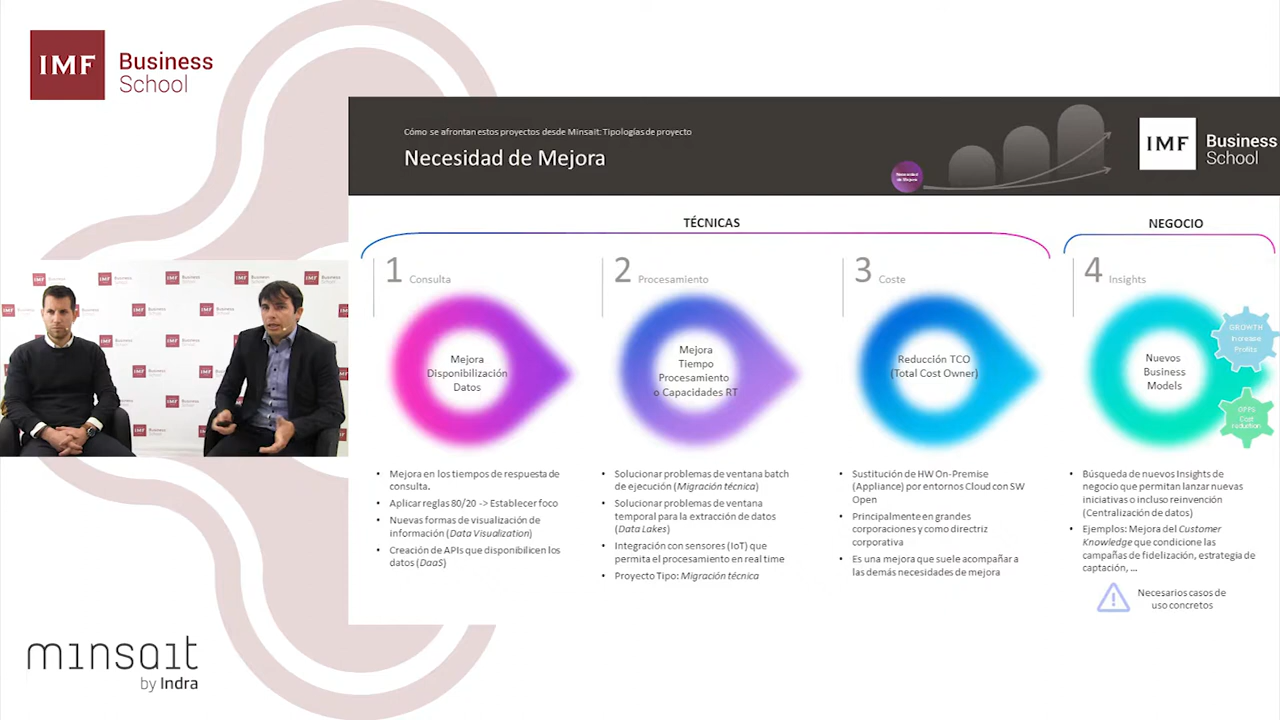 IMF Business
School
Cómo se afrontan estos proyectos desde Minsait: Tipologías de proyecto
Necesidad de Mejora
Necesidad
de Mejora
IMF Business
School
TÉCNICAS
NEGOCIO
1 Consulta
2 Procesamiento
3 Coste
4 Insights
Mejora
Disponibilización
Datos
Mejora
Tiempo
Procesamiento
o Capacidades RT
Reducción TCO
(Total Cost Owner)
Nuevos
Business
Models
GROWTH
Increase
Profits
OPPS
Cost
reduction
• Mejora en los tiempos de respuesta de
consulta.
• Aplicar reglas 80/20 -> Establecer foco
• Nuevas formas de visualización de
información (Data Visualization)
• Creación de APIs que disponibilicen los
datos (DaaS)
• Solucionar problemas de ventana batch
de ejecución (Migración técnica)
• Solucionar problemas de ventana
temporal para la extracción de datos
(Data Lakes)
• Integración con sensores (IoT) que
permita el procesamiento en real time
• Proyecto Tipo: Migración técnica
• Sustitución de HW On-Premise
(Appliance) por entornos Cloud con SW
Open
• Principalmente en grandes
corporaciones y como directriz
corporativa
• Es una mejora que suele acompañar a
las demás necesidades de mejora
• Búsqueda de nuevos Insights de
negocio que permitan lanzar nuevas
iniciativas o incluso reinvención
(Centralización de datos)
• Ejemplos: Mejora del Customer
Knowledge que condicione las
campañas de fidelización, estrategia de
captación, ...
Necesarios casos de
uso concretos
minsait
by Indra